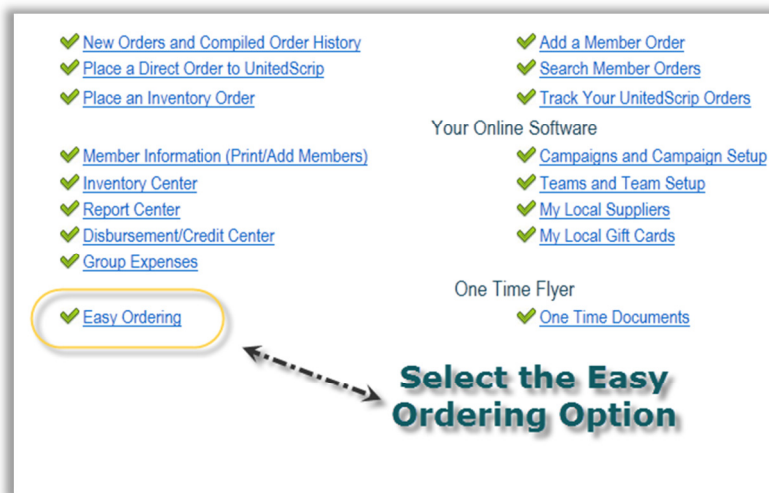 New Orders and Compiled Order History
Add a Member Order
Place a Direct Order to UnitedScrip
Search Member Orders
Place an Inventory Order
Track Your UnitedScrip Orders
Your Online Software
Member Information (Print/Add Members)
Campaigns and Campaign Setup
Inventory Center
Teams and Team Setup
Report Center
My Local Suppliers
Disbursement/Credit Center
My Local Gift Cards
Group Expenses
One Time Flyer
Easy Ordering
One Time Documents
Select the Easy
Ordering Option